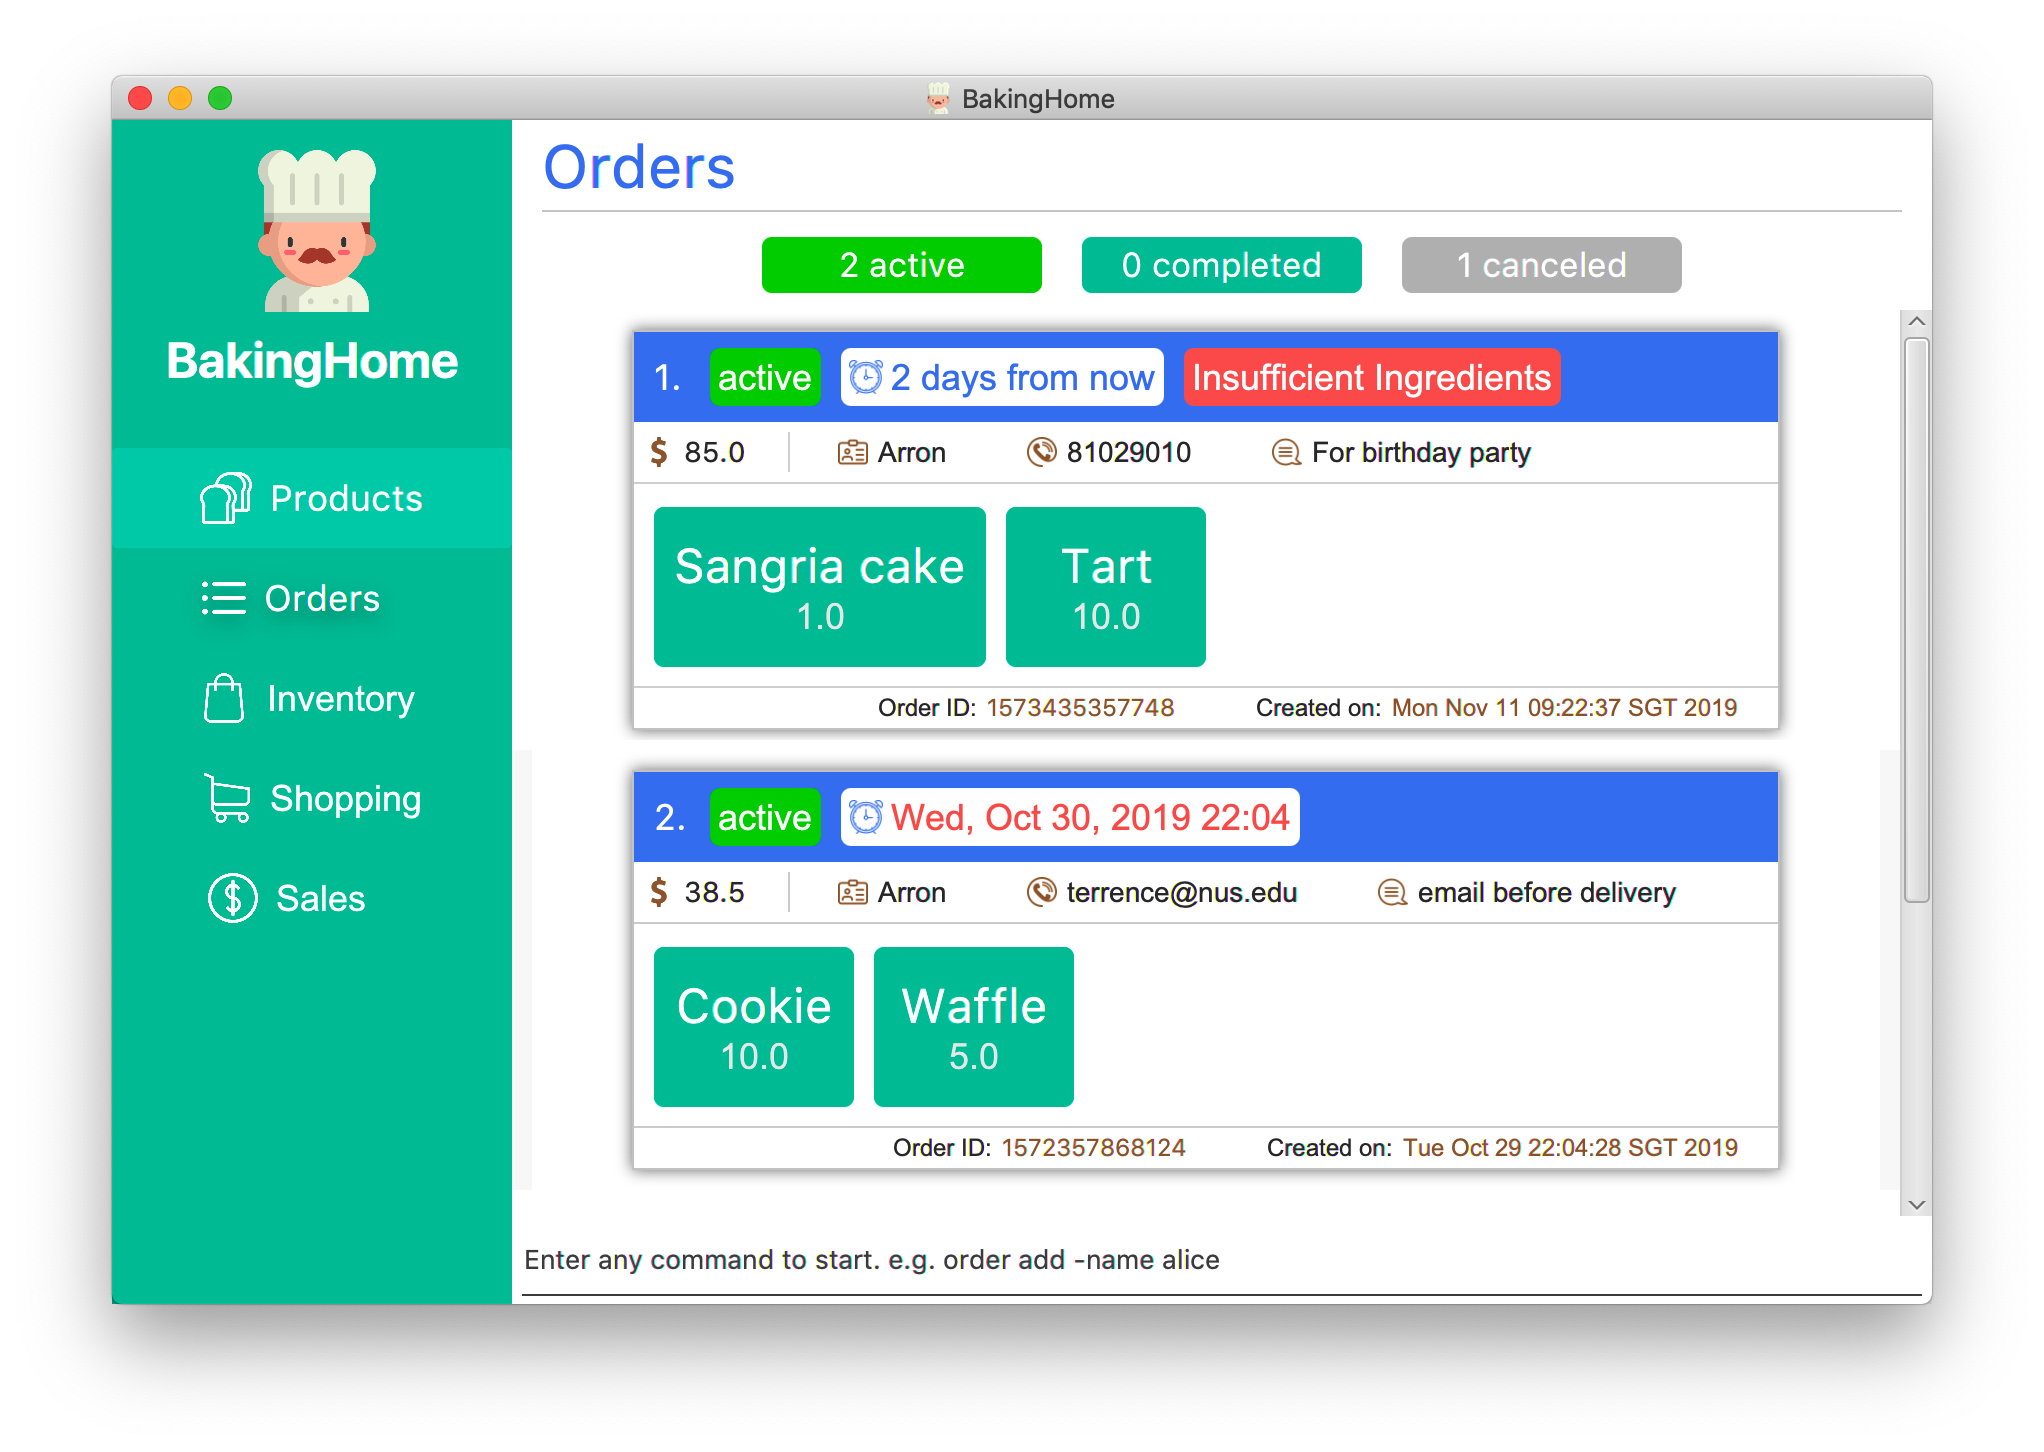 BakingHome
BakingHome
Products
Orders
Inventory
Shopping
Sales
Orders
2 active 0 completed 1 canceled
1. active 2 days from now Insufficient Ingredients
$ 85.0 Arron 81029010 For birthday party
Sangria cake Tart
1.0 10.0
Order ID: 1573435357748 Created on: Mon Nov 11 09:22:37 SGT 2019
2. active Wed, Oct 30, 2019 22:04
$ 38.5 Arron terrence@nus.edu email before delivery
Cookie Waffle
10.0 5.0
Order ID: 1572357868124 Created on: Tue Oct 29 22:04:28 SGT 2019
Enter any command to start. e.g. order add -name alice